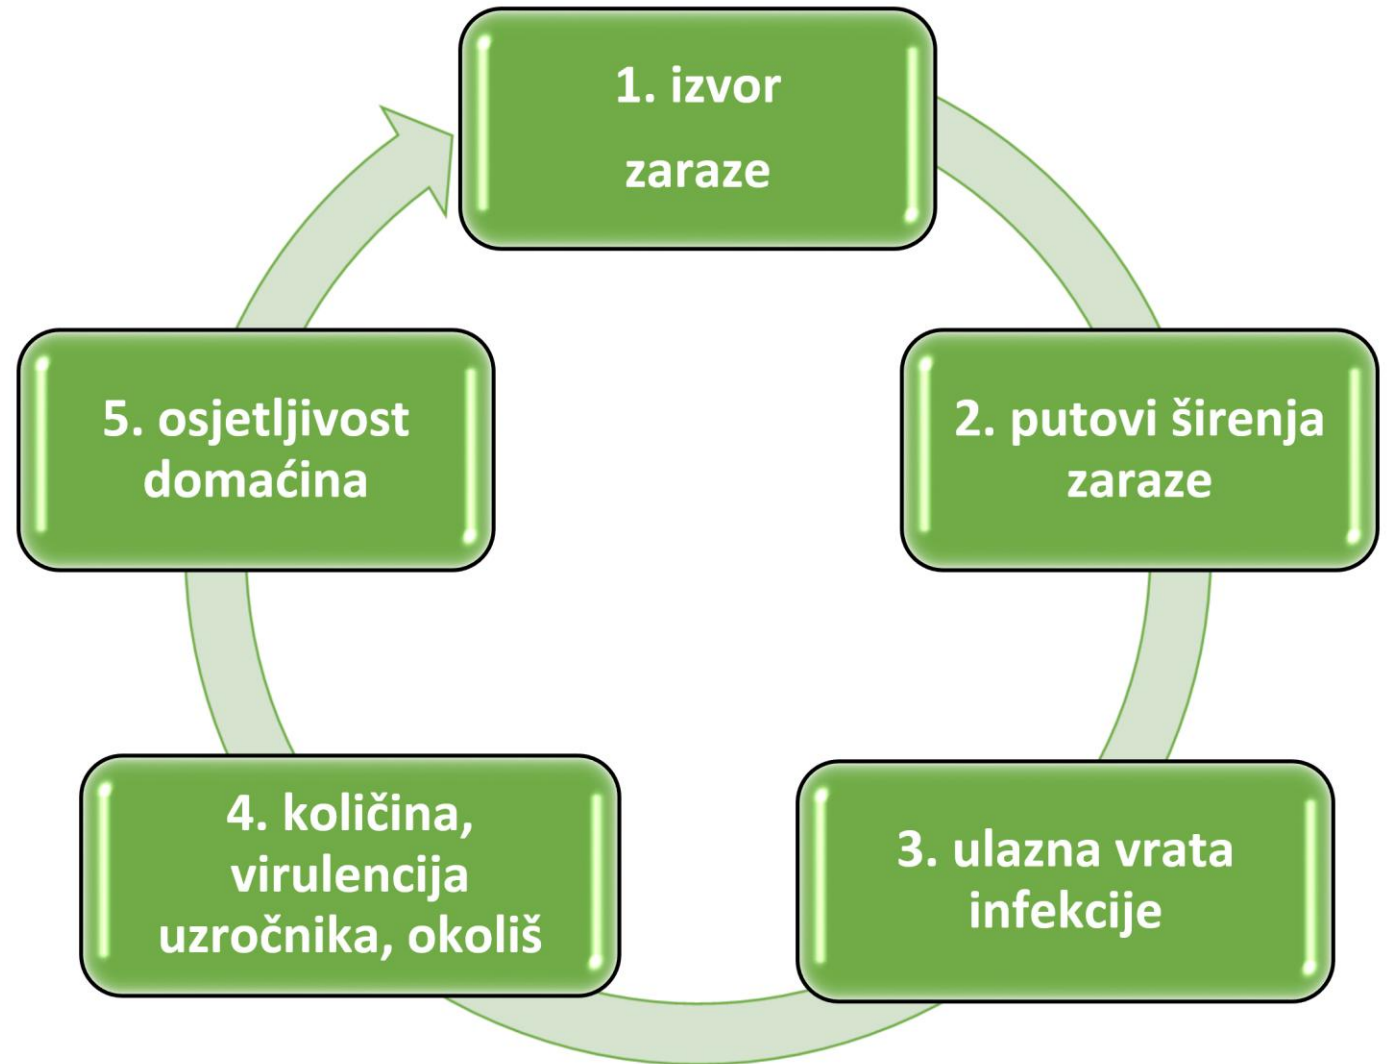 1. izvor
zaraze
2. putovi širenja
zaraze
3. ulazna vrata
infekcije
4. količina,
virulencija
uzročnika, okoliš
5. osjetljivost
domaćina